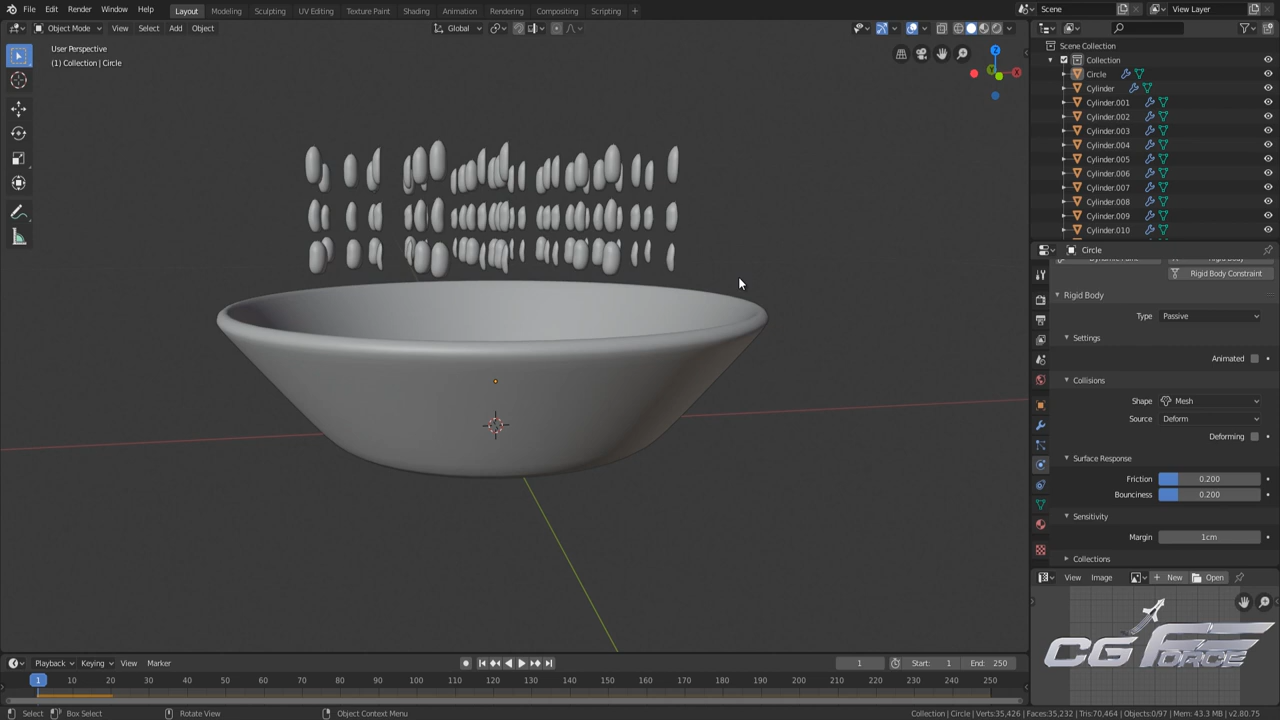 File Edit Render Window Help Layout Modeling Sculpting UV Editing Texture Paint Shading Animation Rendering Compositing Scripting + Scene View Layer
Object Mode View Select Add Object Global
User Perspective
(1) Collection | Circle
X
Scene Collection
Collection
Circle
Cylinder
Cylinder.001
Cylinder.002
Cylinder.003
Cylinder.004
Cylinder.005
Cylinder.006
Cylinder.007
Cylinder.008
Cylinder.009
Cylinder.010
Circle
Rigid Body Constraint
Rigid Body
Type Passive
Settings
Animated
Collisions
Shape Mesh
Source Deform
Deforming
Surface Response
Friction 0.200
Bounciness 0.200
Sensitivity
Margin 1cm
Collections
View Image New Open
CG Force
Playback Keying View Marker 1 Start: 1 End: 250
1 10 20 30 40 50 60 70 80 90 100 110 120 130 140 150 160 170 180 190 200 210 220 230 240 250
Select Box Select Rotate View Object Context Menu Collection | Circle | Verts:35,426 | Faces:35,232 | Tris:70,464 | Objects:0/97 | Mem: 43.3 MB | v2.80.75